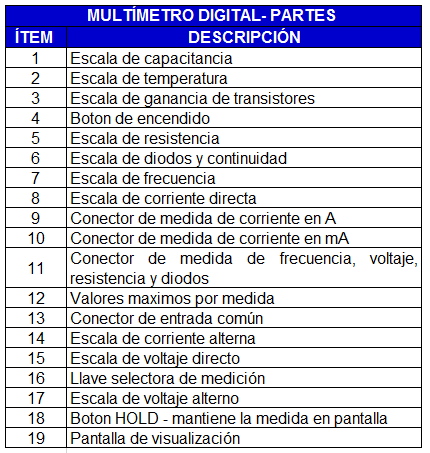 MULTÍMETRO DIGITAL- PARTES
ÍTEM DESCRIPCIÓN
1 Escala de capacitancia
2 Escala de temperatura
3 Escala de ganancia de transistores
4 Boton de encendido
5 Escala de resistencia
6 Escala de diodos y continuidad
7 Escala de frecuencia
8 Escala de corriente directa
9 Conector de medida de corriente en A
10 Conector de medida de corriente en mA
11 Conector de medida de frecuencia, voltaje,
resistencia y diodos
12 Valores maximos por medida
13 Conector de entrada común
14 Escala de corriente alterna
15 Escala de voltaje directo
16 Llave selectora de medición
17 Escala de voltaje alterno
18 Boton HOLD - mantiene la medida en pantalla
19 Pantalla de visualización